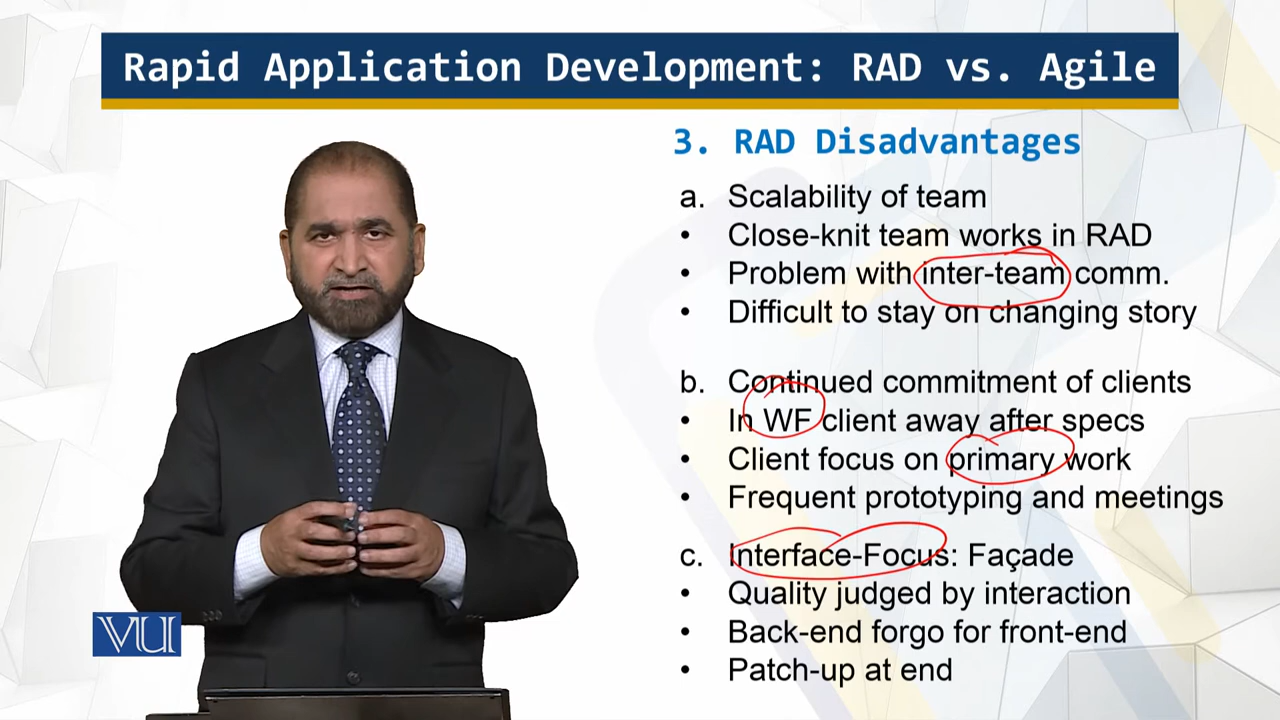 Rapid Application Development: RAD vs. Agile
3. RAD Disadvantages
a. Scalability of team
• Close-knit team works in RAD
• Problem with inter-team comm.
• Difficult to stay on changing story
b. Continued commitment of clients
• In WF client away after specs
• Client focus on primary work
• Frequent prototyping and meetings
c. Interface-Focus: Façade
• Quality judged by interaction
• Back-end forgo for front-end
• Patch-up at end
VU